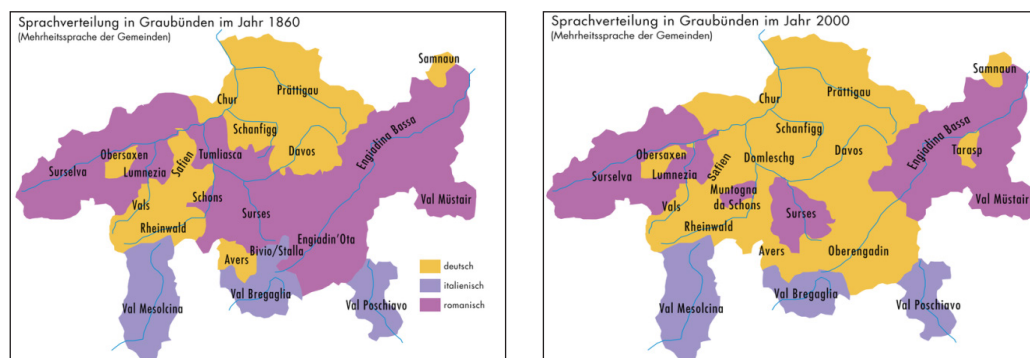 Sprachverteilung in Graubünden im Jahr 1860
(Mehrheitssprache der Gemeinden)
Samnaun
Chur
Prättigau
Schanfigg
Engiadina Bassa
Obersaxen
Safien
Tumliasca
Davos
Surselva
Lumnezia
Val Müstair
Vals
Schons
Surses
Rheinwald
Engiadin'Ota
Bivio/Stalla
Avers
Val Bregaglia
Val Mesolcina
Val Poschiavo
deutsch
italienisch
romanisch
Sprachverteilung in Graubünden im Jahr 2000
(Mehrheitssprache der Gemeinden)
Samnaun
Chur
Prättigau
Schanfigg
Engiadina Bassa
Tarasp
Obersaxen
Safien
Domleschg
Davos
Surselva
Lumnezia
Muntogna
da Schons
Val Müstair
Vals
Surses
Rheinwald
Avers
Oberengadin
Val Bregaglia
Val Mesolcina
Val Poschiavo